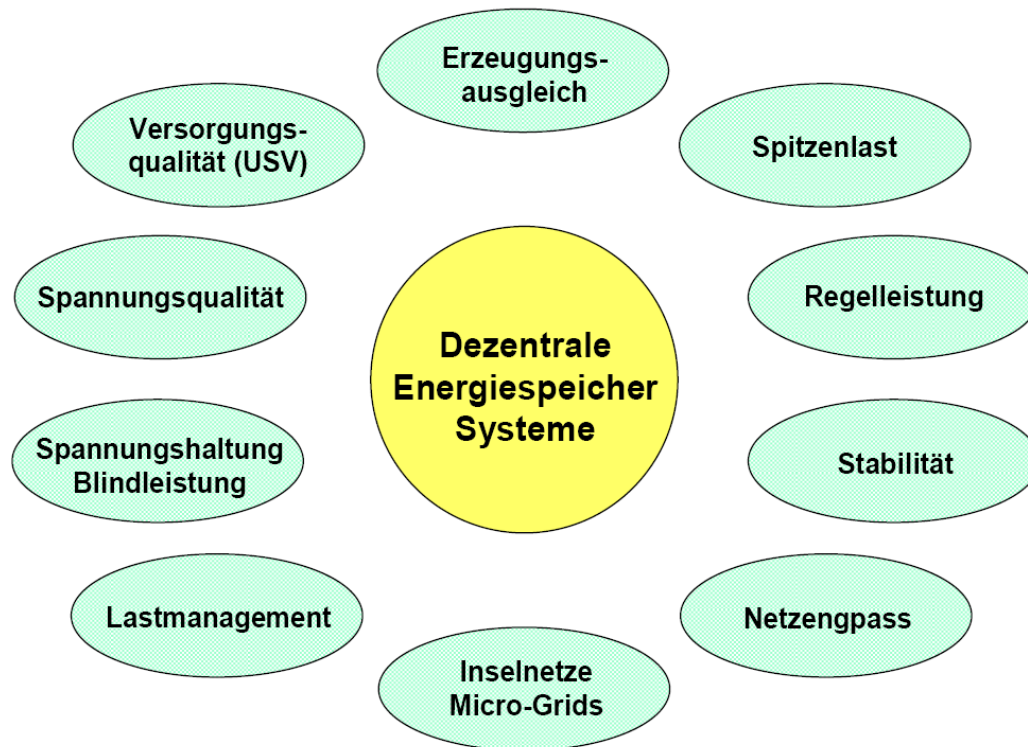 Erzeugungs-
ausgleich
Versorgungs-
qualität (USV)
Spitzenlast
Spannungsqualität
Regelleistung
Dezentrale
Energiespeicher
Systeme
Spannungshaltung
Blindleistung
Stabilität
Lastmanagement
Netzengpass
Inselnetze
Micro-Grids